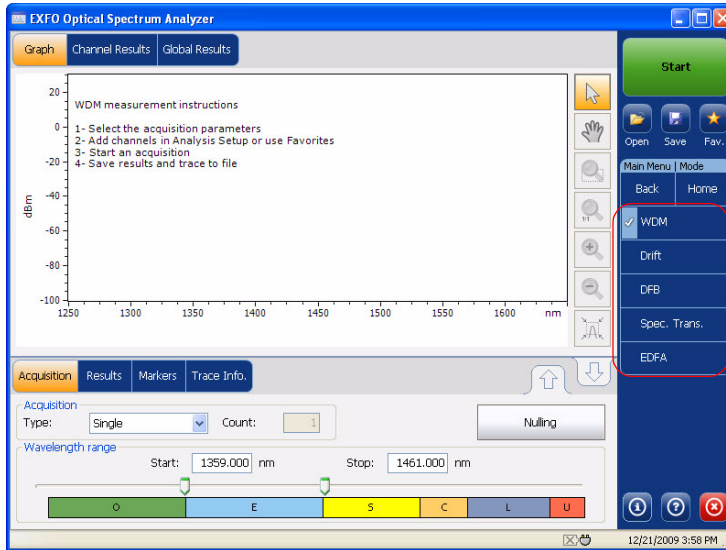 EXFO Optical Spectrum Analyzer
Graph
Channel Results
Global Results
Start
20
0
-20
-40
-60
-80
-100
dBm
WDM measurement instructions
1- Select the acquisition parameters
2- Add channels in Analysis Setup or use Favorites
3- Start an acquisition
4- Save results and trace to file
1250 1300 1350 1400 1450 1500 1550 1600 nm
1:1
Open Save Fav.
Main Menu | Mode
Back Home
WDM
Drift
DFB
Spec. Trans.
EDFA
Acquisition
Results
Markers
Trace Info.
Acquisition
Type: Single Count: 1
Nulling
Wavelength range
Start: 1359.000 nm Stop: 1461.000 nm
O E S C L U
12/21/2009 3:58 PM